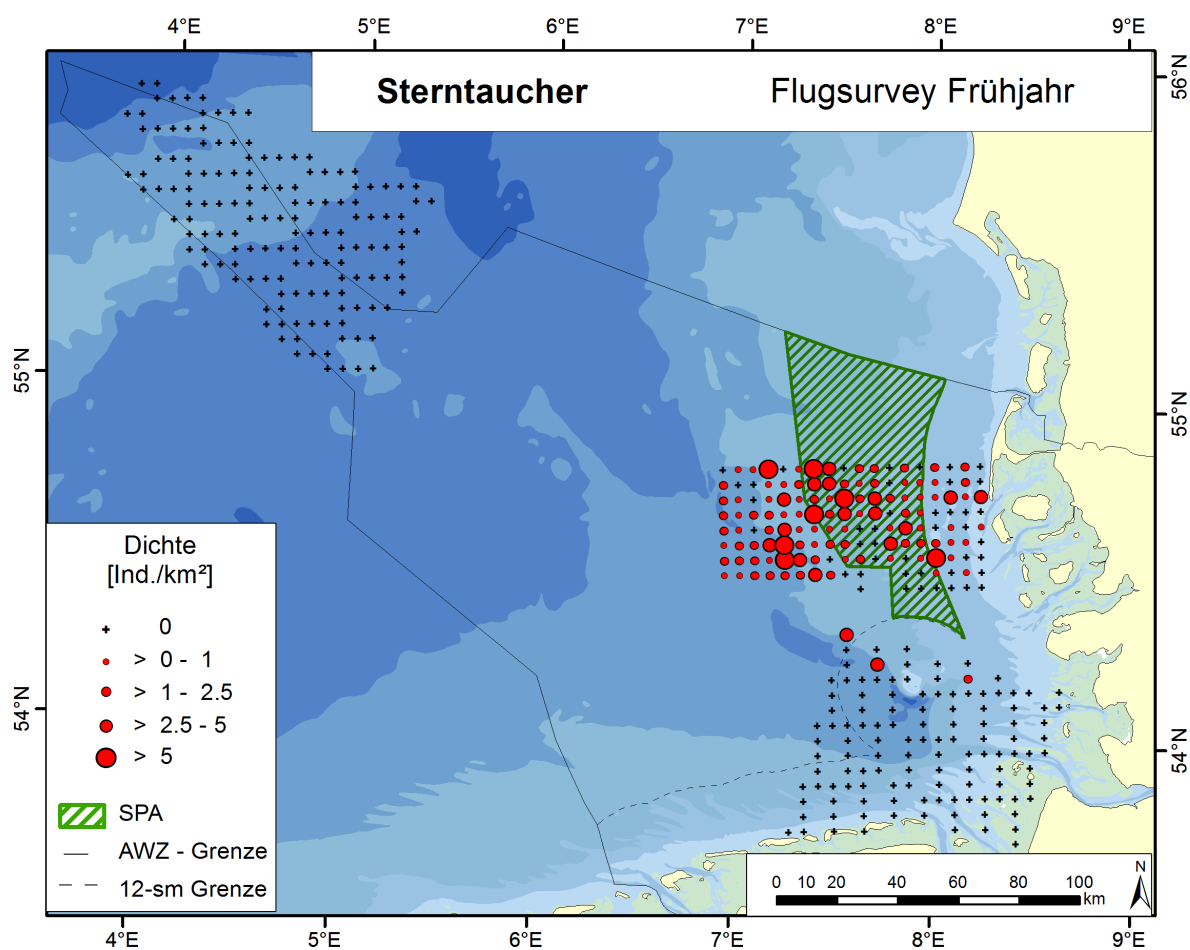 4°E 5°E 6°E 7°E 8°E 9°E
Sterntaucher Flugsurvey Frühjahr
56°N
55°N
55°N
54°N
54°N
Dichte
[Ind./km²]
0
> 0 - 1
> 1 - 2.5
> 2.5 - 5
> 5
SPA
AWZ - Grenze
12-sm Grenze
N
0 10 20 40 60 80 100
km
4°E 5°E 6°E 7°E 8°E 9°E